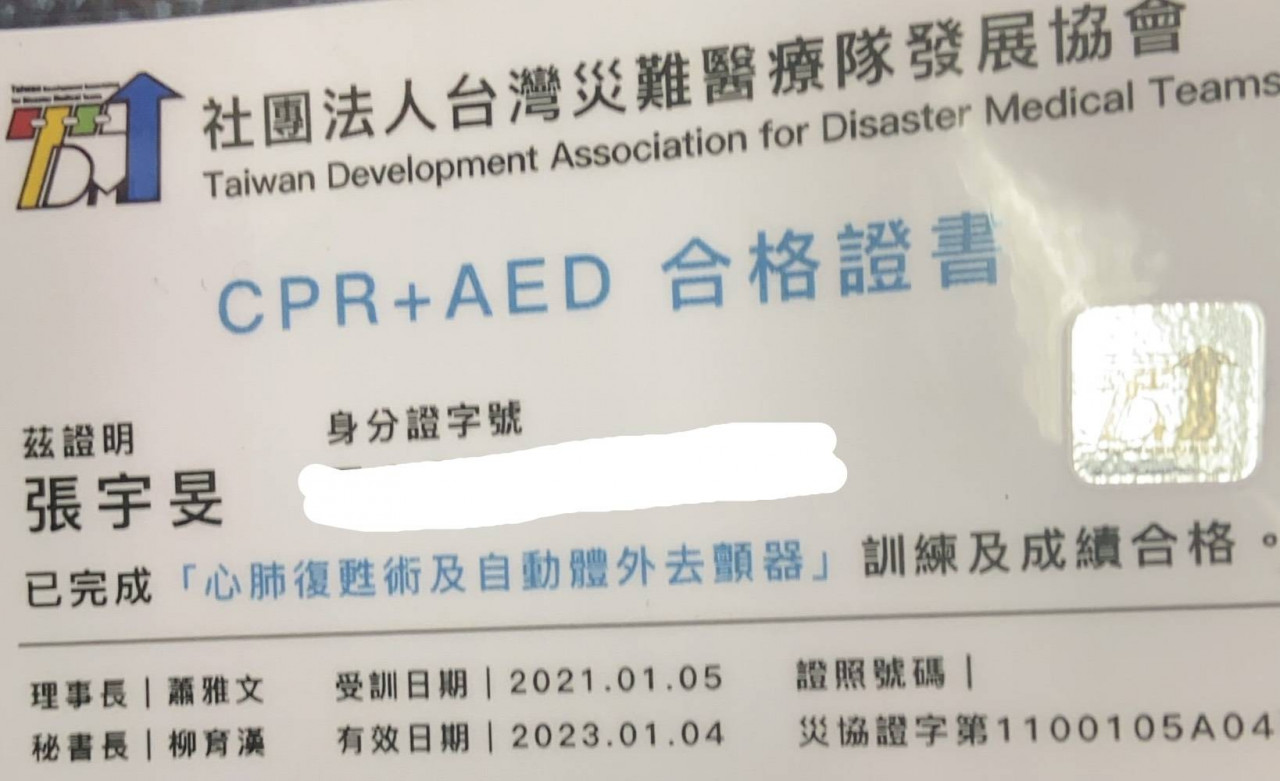 社團法人台灣災難醫療隊發展協會
Taiwan Development Association for Disaster Medical Teams
CPR+AED 合格證書
茲證明
身分證字號
張宇旻
已完成「心肺復甦術及自動體外去顫器」訓練及成績合格。
理事長｜蕭雅文
受訓日期｜2021.01.05
證照號碼｜
秘書長｜柳育漢
有效日期｜2023.01.04
災協證字第1100105A04